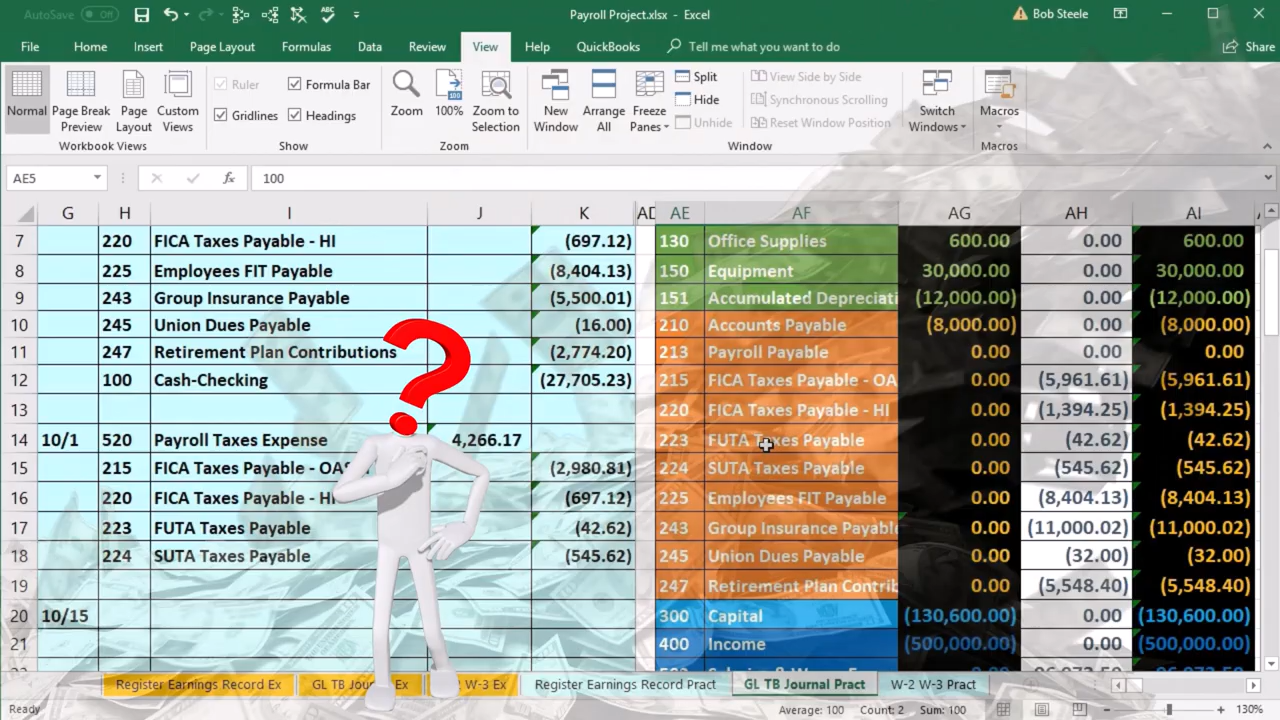 AutoSave Off Payroll Project.xlsx - Excel Bob Steele
File Home Insert Page Layout Formulas Data Review View Help QuickBooks Tell me what you want to do Share
Normal Page Break Preview Page Layout Custom Views
Workbook Views
Ruler Formula Bar
Gridlines Headings
Show
Zoom 100% Zoom to Selection
Zoom
New Window Arrange All Freeze Panes
Split
Hide
Unhide
View Side by Side
Synchronous Scrolling
Reset Window Position
Switch Windows
Window
Macros
Macros
AE5 fx 100
G H I J K AD AE AF AG AH AI
7 220 FICA Taxes Payable - HI (697.12) 130 Office Supplies 600.00 0.00 600.00
8 225 Employees FIT Payable (8,404.13) 150 Equipment 30,000.00 0.00 30,000.00
9 243 Group Insurance Payable (5,500.01) 151 Accumulated Depreciati (12,000.00) 0.00 (12,000.00)
10 245 Union Dues Payable (16.00) 210 Accounts Payable (8,000.00) 0.00 (8,000.00)
11 247 Retirement Plan Contributions (2,774.20) 213 Payroll Payable 0.00 0.00 0.00
12 100 Cash-Checking (27,705.23) 215 FICA Taxes Payable - OA 0.00 (5,961.61) (5,961.61)
13 220 FICA Taxes Payable - HI 0.00 (1,394.25) (1,394.25)
14 10/1 520 Payroll Taxes Expense 4,266.17 223 FUTA Taxes Payable 0.00 (42.62) (42.62)
15 215 FICA Taxes Payable - OAS (2,980.81) 224 SUTA Taxes Payable 0.00 (545.62) (545.62)
16 220 FICA Taxes Payable - HI (697.12) 225 Employees FIT Payable 0.00 (8,404.13) (8,404.13)
17 223 FUTA Taxes Payable (42.62) 243 Group Insurance Payable 0.00 (11,000.02) (11,000.02)
18 224 SUTA Taxes Payable (545.62) 245 Union Dues Payable 0.00 (32.00) (32.00)
19 247 Retirement Plan Contrib 0.00 (5,548.40) (5,548.40)
20 10/15 300 Capital (130,600.00) 0.00 (130,600.00)
21 400 Income (500,000.00) 0.00 (500,000.00)
Register Earnings Record Ex GL TB Ex W-3 Ex Register Earnings Record Pract GL TB Journal Pract W-2 W-3 Pract
Ready Average: 100 Count: 2 Sum: 100 130%
?